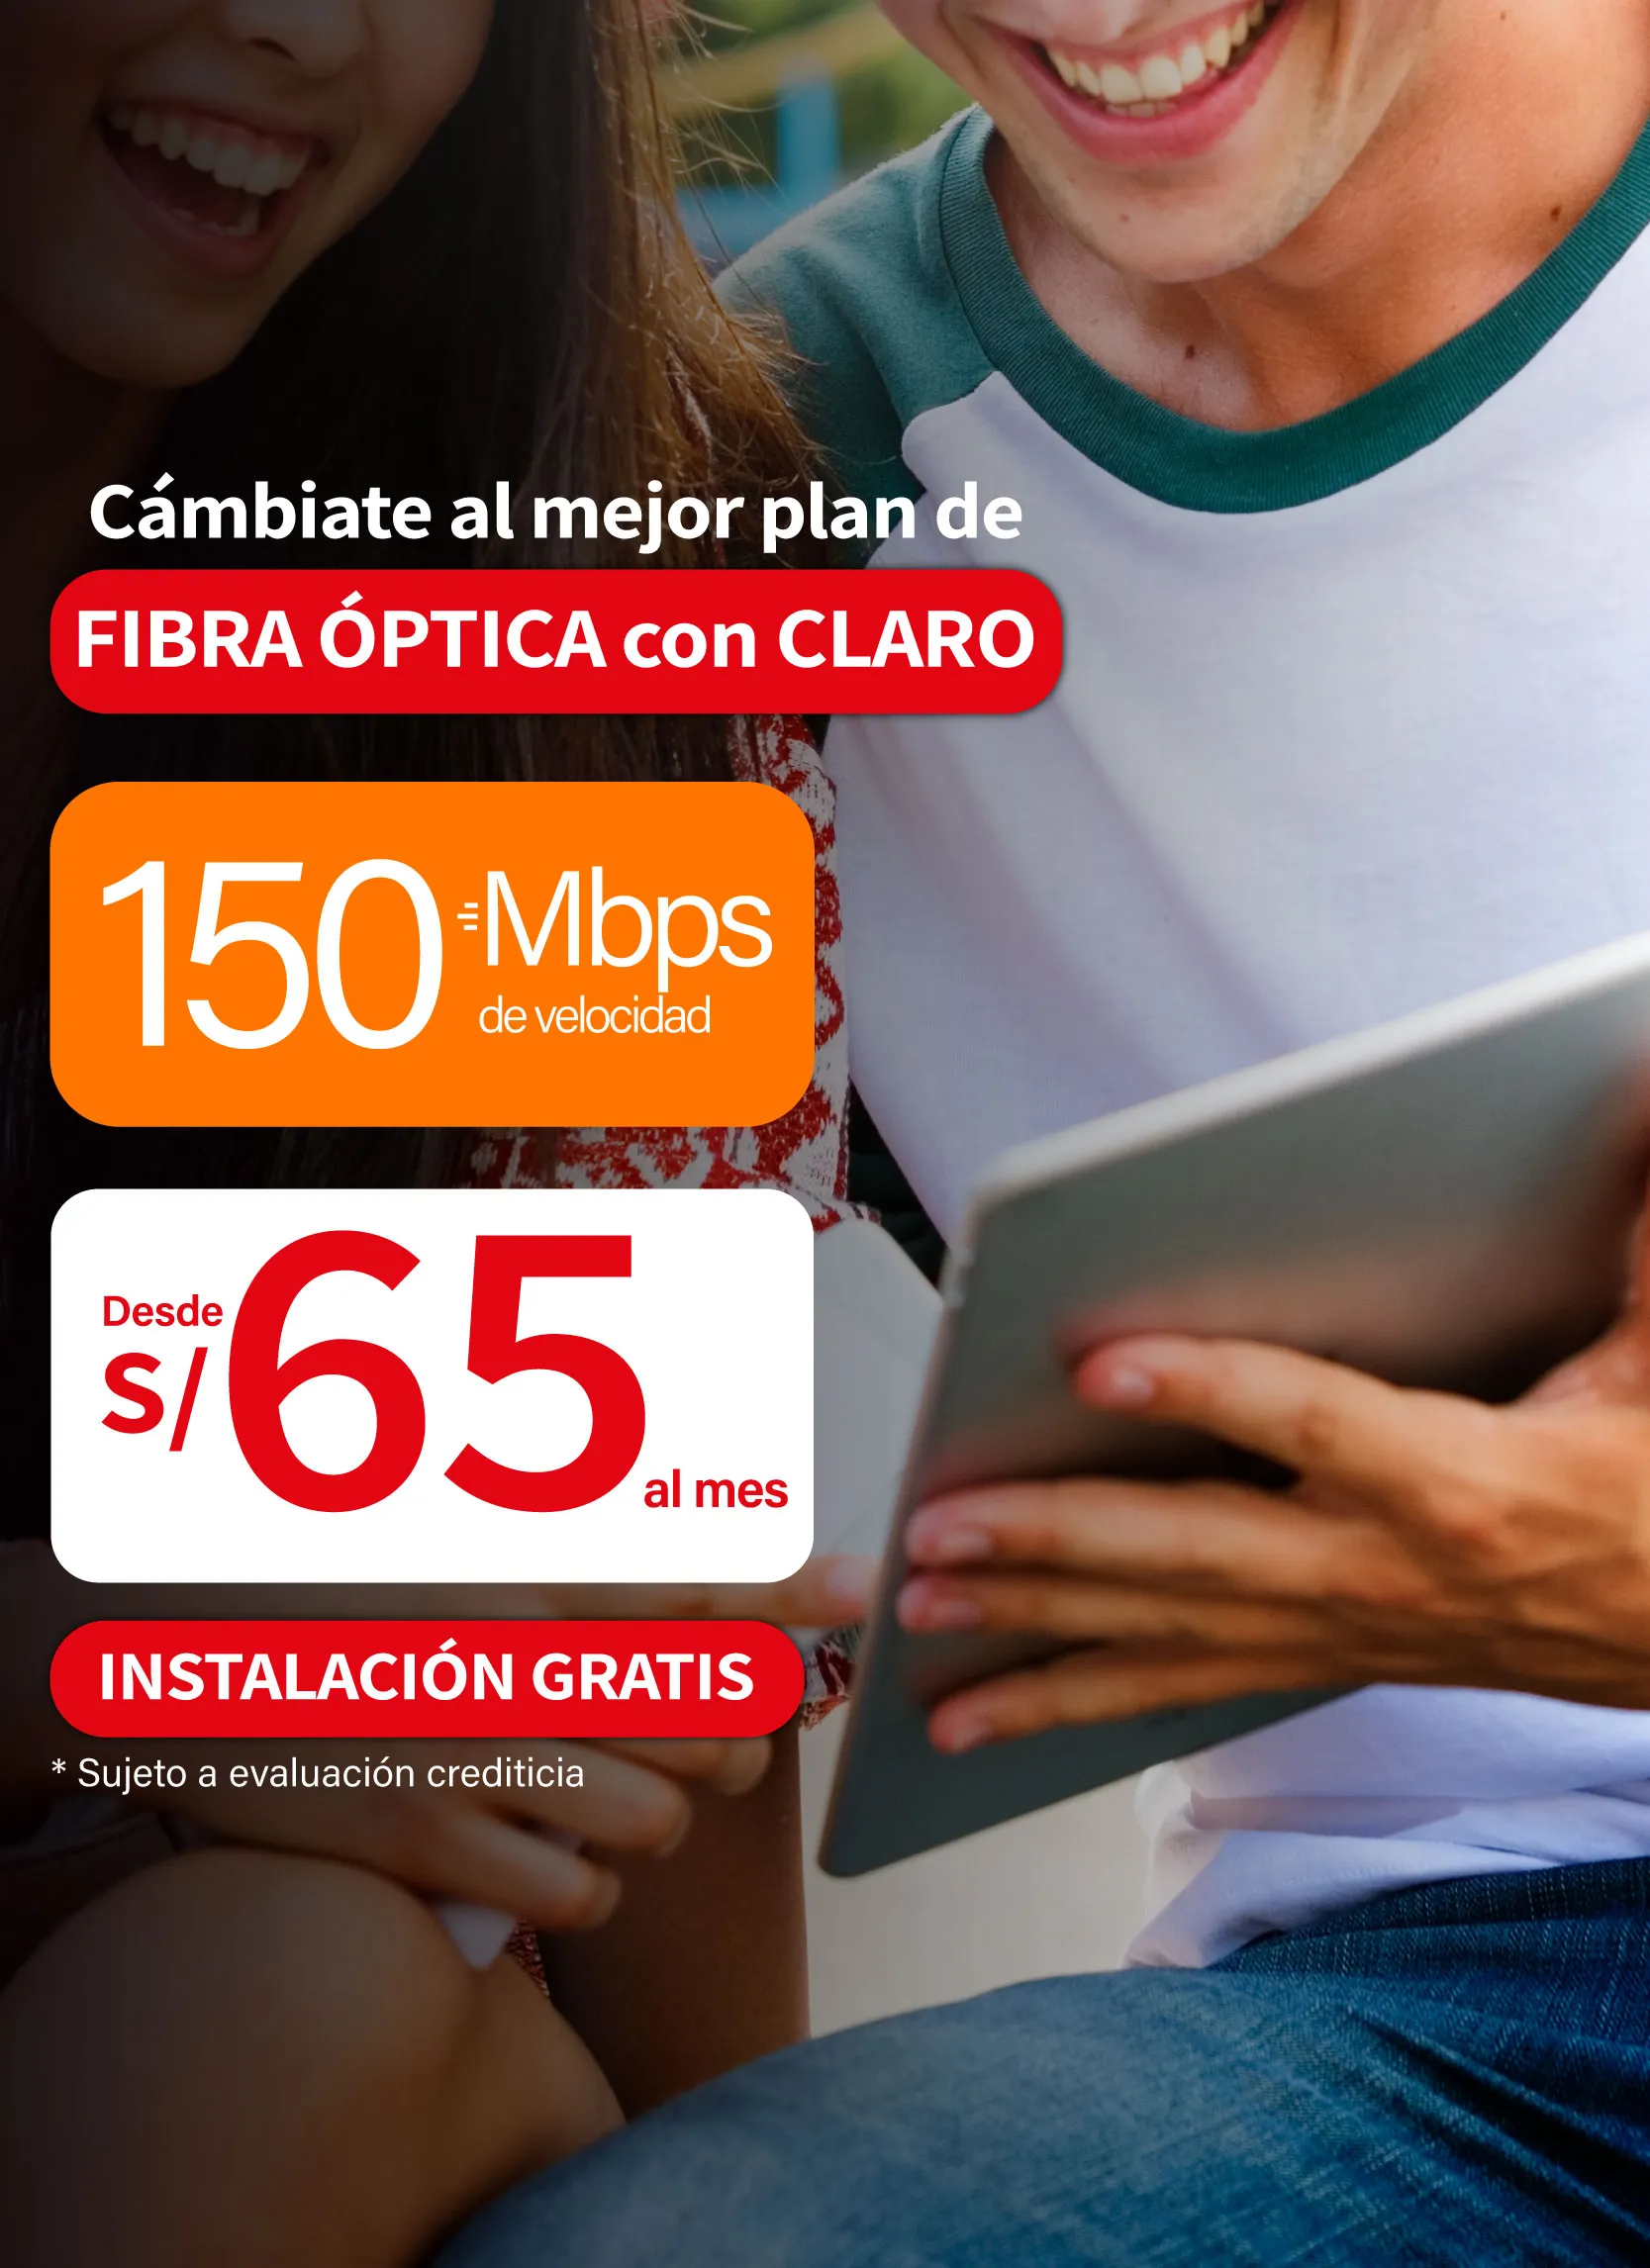 Cámbiate al mejor plan de
FIBRA ÓPTICA con CLARO
150 Mbps
de velocidad
Desde
S/65 al mes
INSTALACIÓN GRATIS
* Sujeto a evaluación crediticia